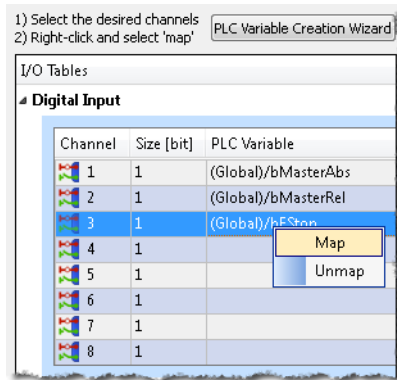 1) Select the desired channels
2) Right-click and select 'map'
PLC Variable Creation Wizard
I/O Tables
Digital Input
Channel Size [bit] PLC Variable
1 1 (Global)/bMasterAbs
2 1 (Global)/bMasterRel
3 1 (Global)/bEStop
Map
4 1
Unmap
5 1
6 1
7 1
8 1